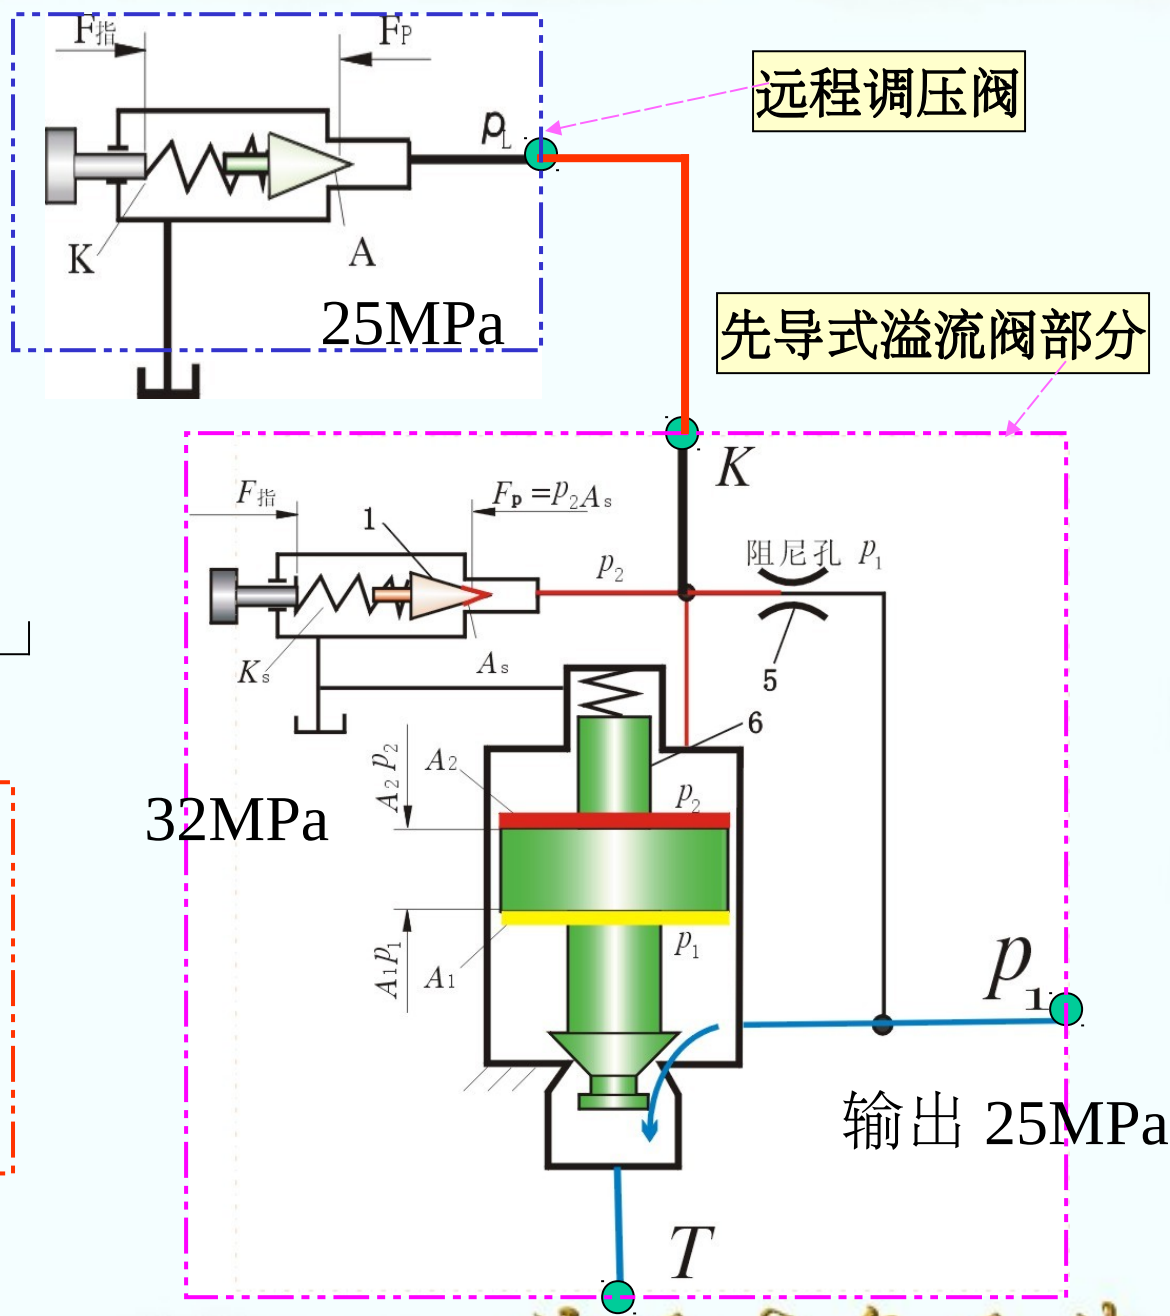 F指
Fp
远程调压阀
pL
K
A
25MPa
先导式溢流阀部分
K
F指
Fp=p2As
1
p2
阻尼孔 p1
Ks
As
5
6
A2p2
A2
p2
32MPa
A1p1
A1
p1
p1
输出 25MPa
T